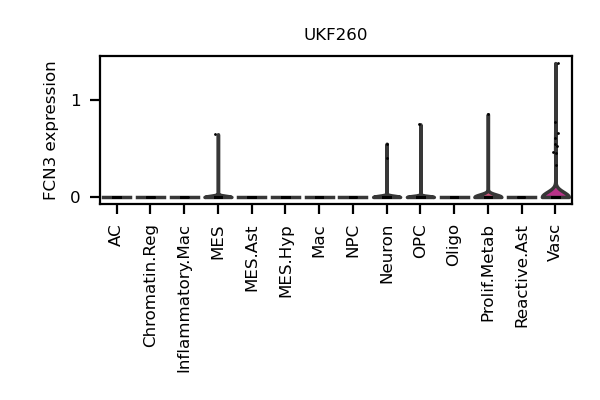 UKF260
FCN3 expression
1
0
AC
Chromatin.Reg
Inflammatory.Mac
MES
MES.Ast
MES.Hyp
Mac
NPC
Neuron
OPC
Oligo
Prolif.Metab
Reactive.Ast
Vasc